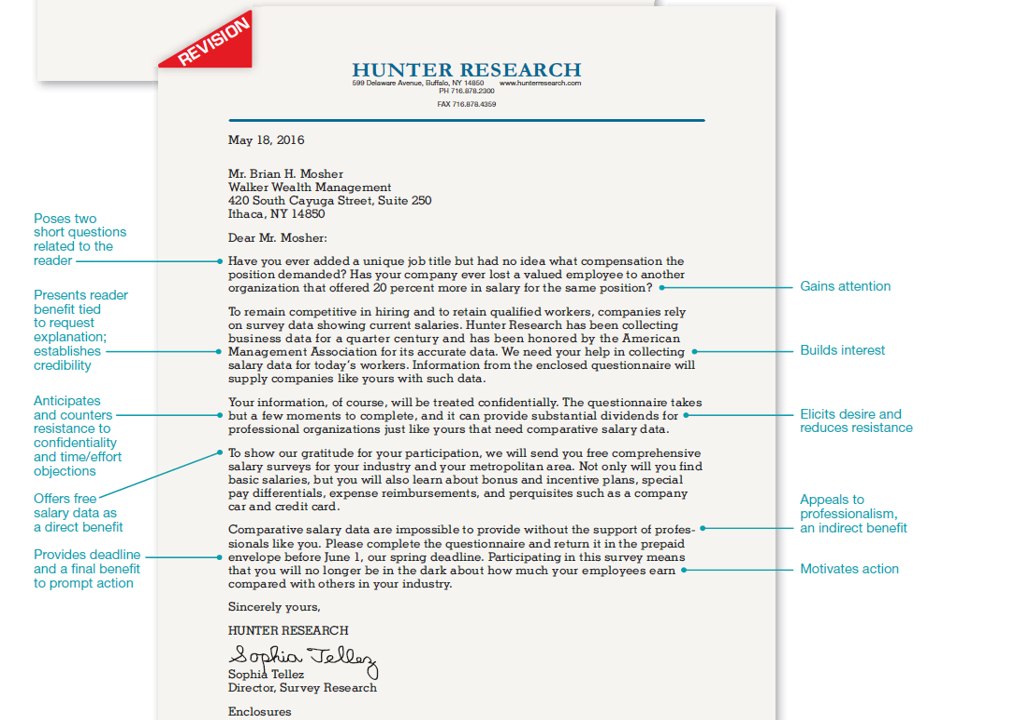 REVISION
HUNTER RESEARCH
599 Delaware Avenue, Buffalo, NY 14850 www.hunterresearch.com
PH 716.878.2300
FAX 716.878.4359
May 18, 2016
Mr. Brian H. Mosher
Walker Wealth Management
420 South Cayuga Street, Suite 250
Ithaca, NY 14850
Dear Mr. Mosher:
Have you ever added a unique job title but had no idea what compensation the
position demanded? Has your company ever lost a valued employee to another
organization that offered 20 percent more in salary for the same position?
To remain competitive in hiring and to retain qualified workers, companies rely
on survey data showing current salaries. Hunter Research has been collecting
business data for a quarter century and has been honored by the American
Management Association for its accurate data. We need your help in collecting
salary data for today's workers. Information from the enclosed questionnaire will
supply companies like yours with such data.
Your information, of course, will be treated confidentially. The questionnaire takes
but a few moments to complete, and it can provide substantial dividends for
professional organizations just like yours that need comparative salary data.
To show our gratitude for your participation, we will send you free comprehensive
salary surveys for your industry and your metropolitan area. Not only will you find
basic salaries, but you will also learn about bonus and incentive plans, special
pay differentials, expense reimbursements, and perquisites such as a company
car and credit card.
Comparative salary data are impossible to provide without the support of profes-
sionals like you. Please complete the questionnaire and return it in the prepaid
envelope before June 1, our spring deadline. Participating in this survey means
that you will no longer be in the dark about how much your employees earn
compared with others in your industry.
Sincerely yours,
HUNTER RESEARCH
Sophia Tellez
Sophia Tellez
Director, Survey Research
Enclosures
Poses two
short questions
related to the
reader
Presents reader
benefit tied
to request
explanation;
establishes
credibility
Anticipates
and counters
resistance to
confidentiality
and time/effort
objections
Offers free
salary data as
a direct benefit
Provides deadline
and a final benefit
to prompt action
Gains attention
Builds interest
Elicits desire and
reduces resistance
Appeals to
professionalism,
an indirect benefit
Motivates action